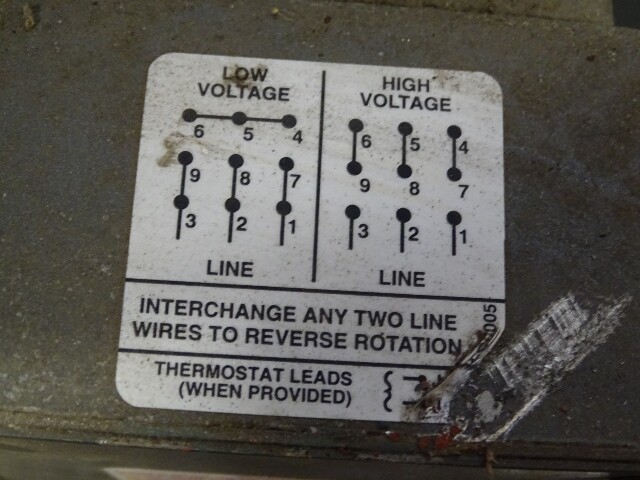 LOW
VOLTAGE
6 5 4
9 8 7
3 2 1
LINE
HIGH
VOLTAGE
6 5 4
9 8 7
3 2 1
LINE
INTERCHANGE ANY TWO LINE
WIRES TO REVERSE ROTATION
THERMOSTAT LEADS
(WHEN PROVIDED)